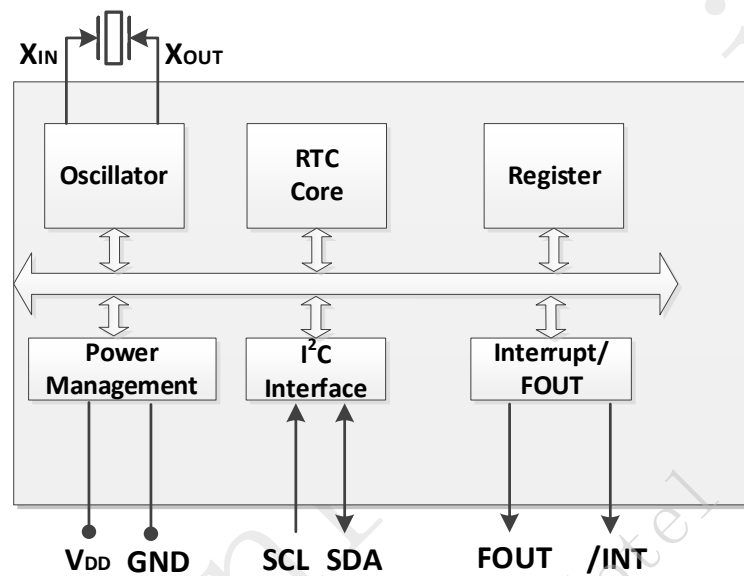 XIN XOUT
Oscillator
RTC
Core
Register
Power
Management
I²C
Interface
Interrupt/
FOUT
VDD GND SCL SDA FOUT /INT